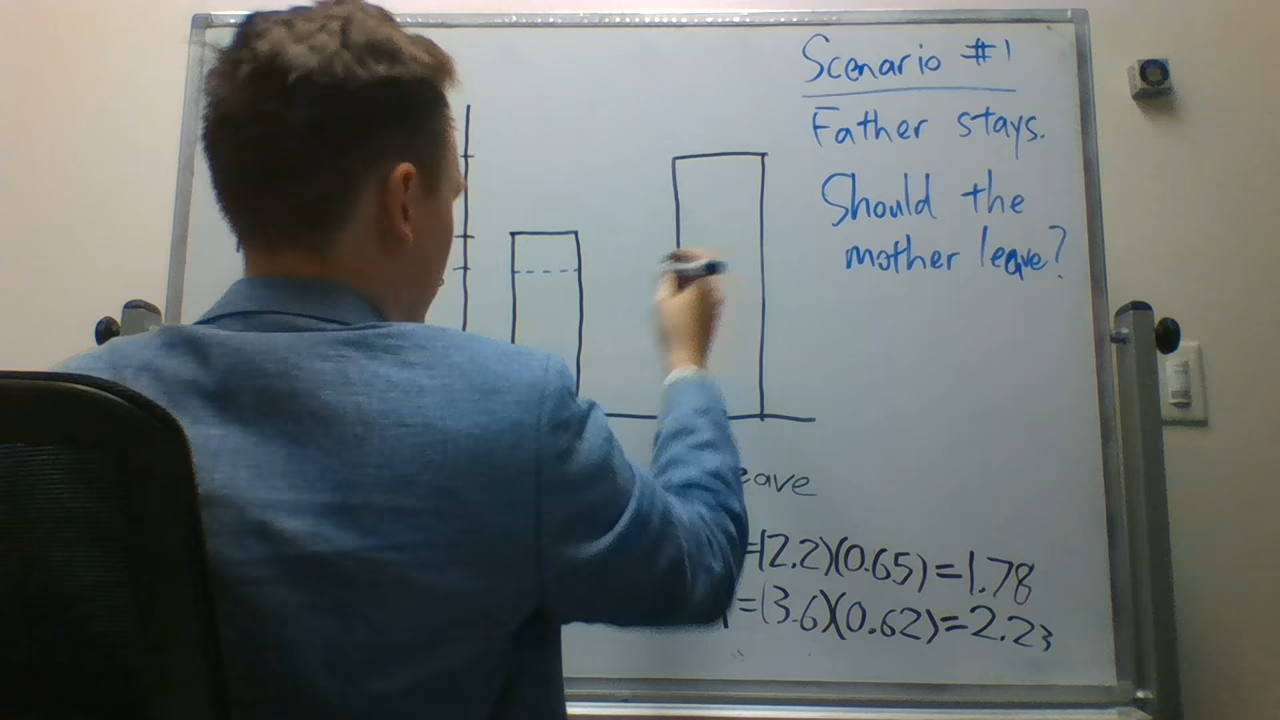 Scenario #1
Father stays.
Should the
mother leave?
eave
=(2.2)(0.65)=1.78
=(3.6)(0.62)=2.23